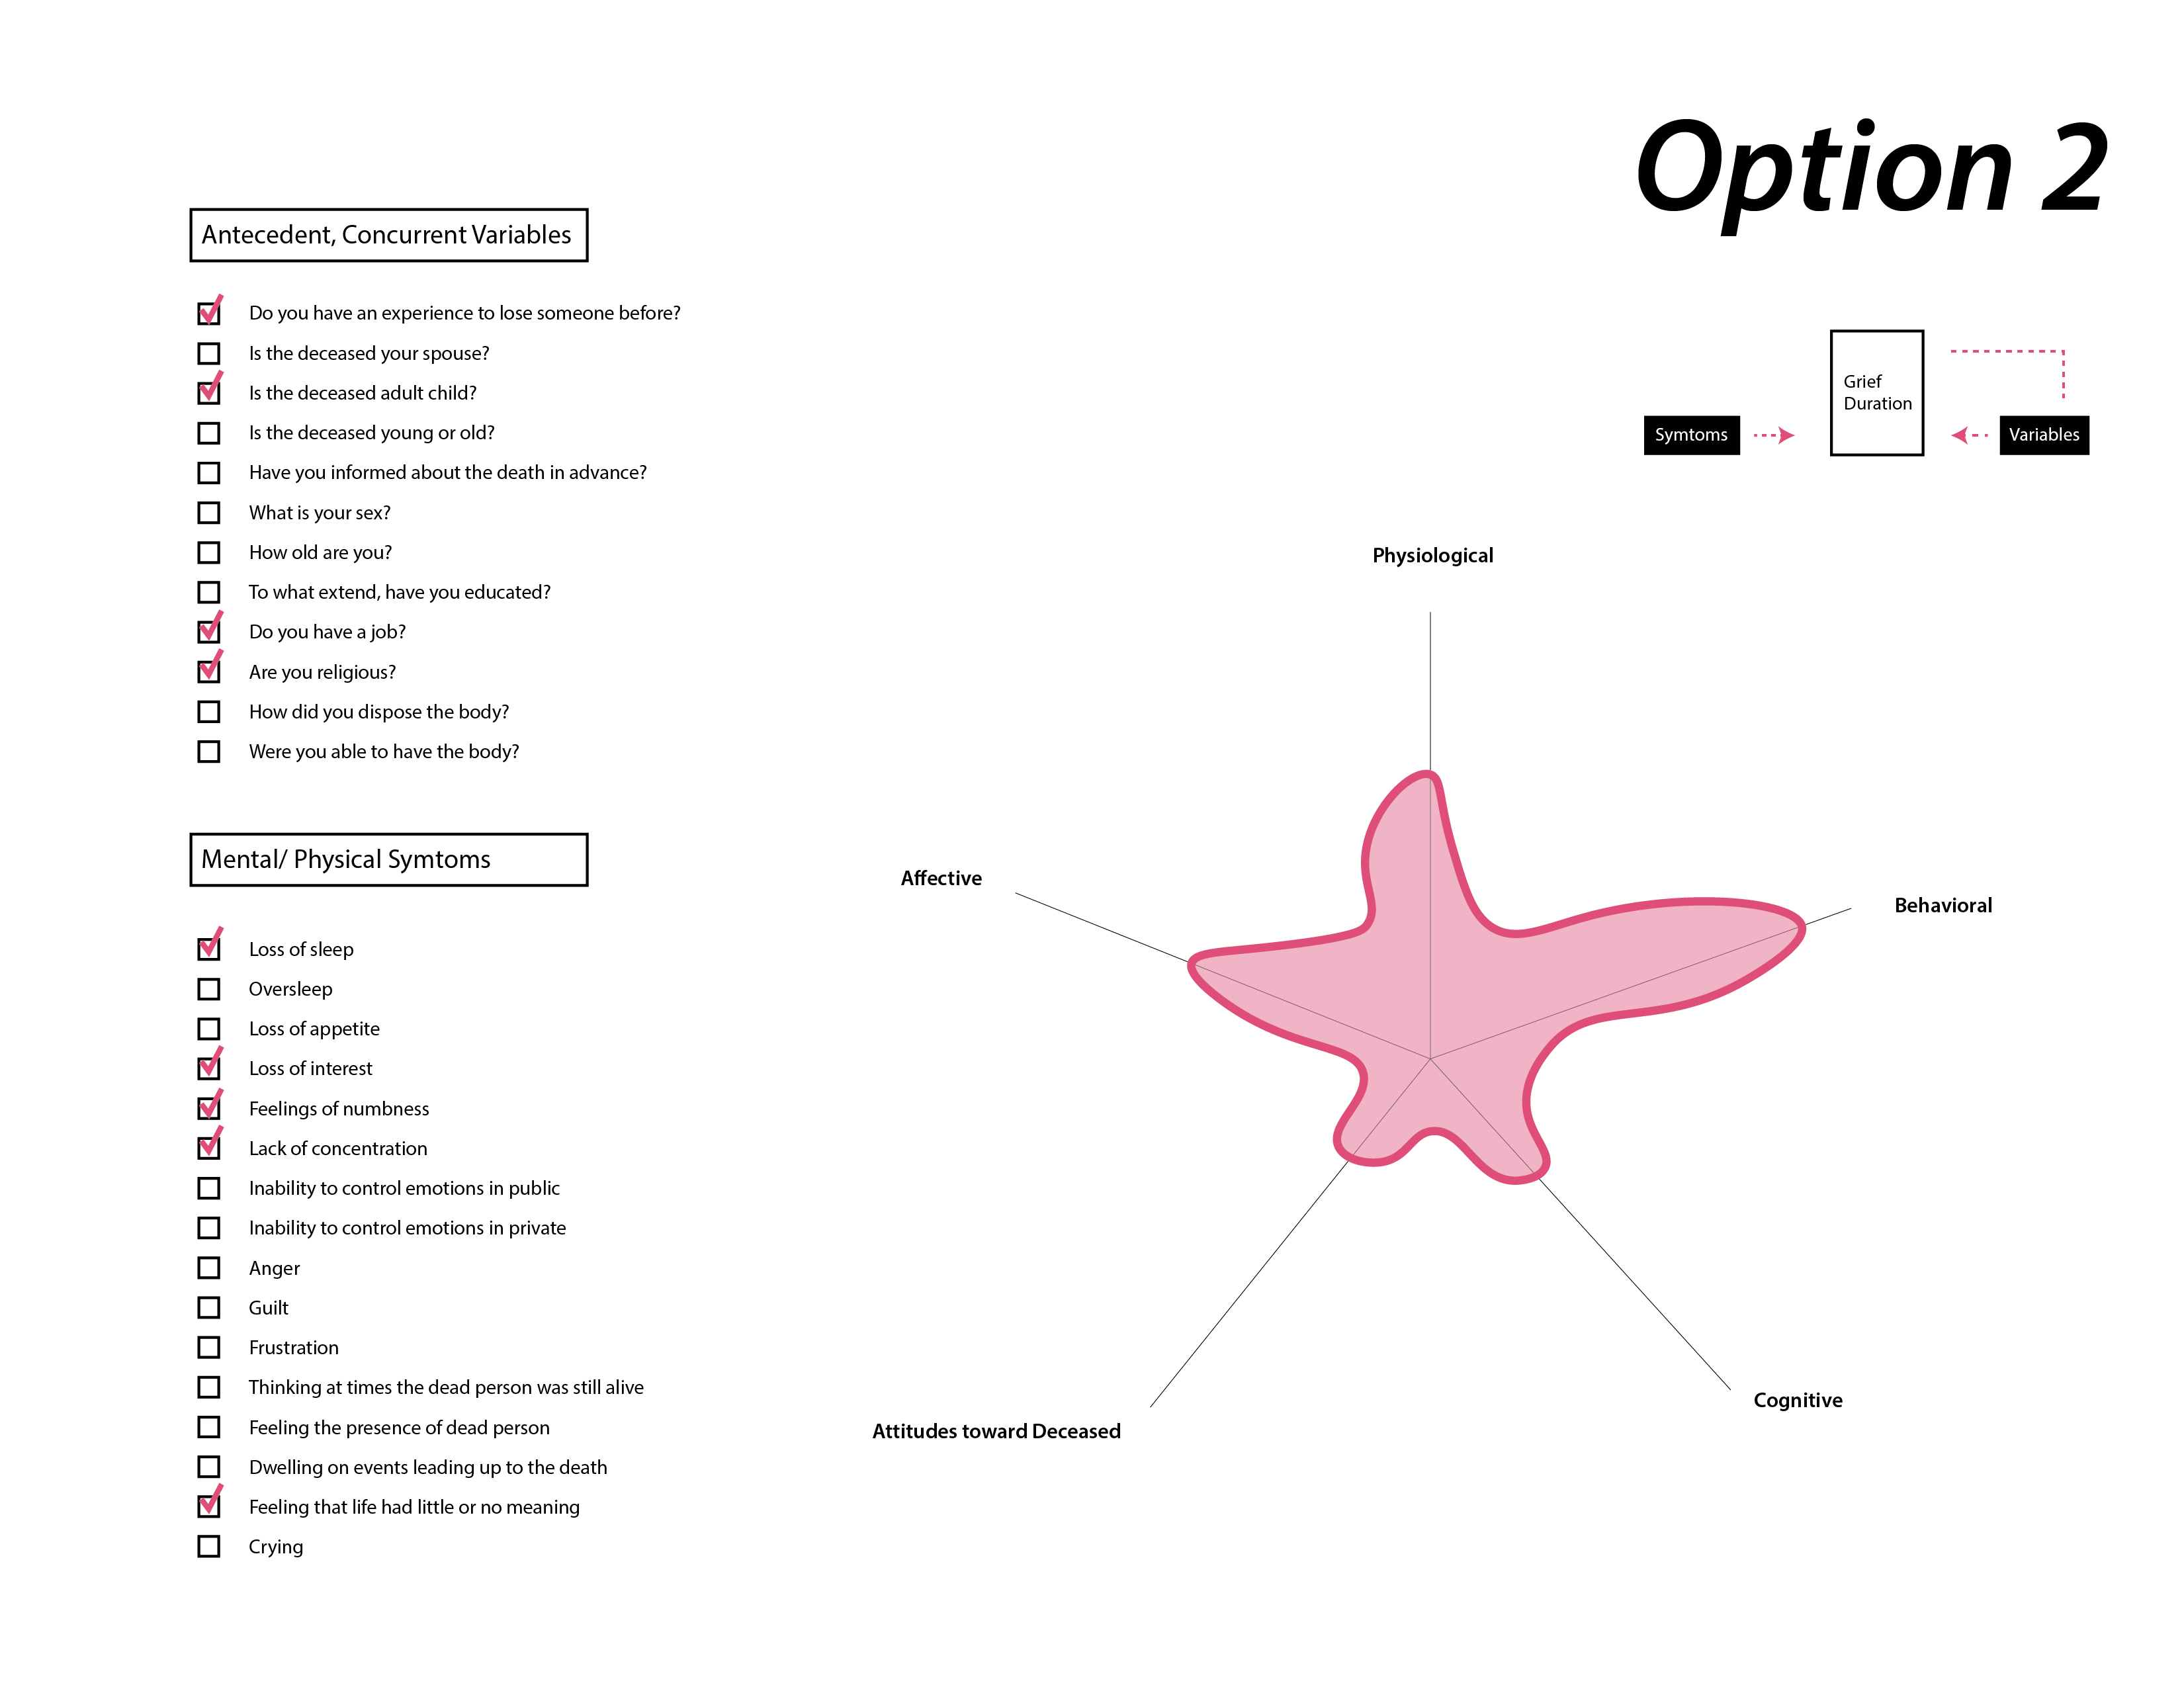 Option 2
Antecedent, Concurrent Variables
Do you have an experience to lose someone before?
Is the deceased your spouse?
Is the deceased adult child?
Is the deceased young or old?
Have you informed about the death in advance?
What is your sex?
How old are you?
To what extend, have you educated?
Do you have a job?
Are you religious?
How did you dispose the body?
Were you able to have the body?
Mental/ Physical Symtoms
Loss of sleep
Oversleep
Loss of appetite
Loss of interest
Feelings of numbness
Lack of concentration
Inability to control emotions in public
Inability to control emotions in private
Anger
Guilt
Frustration
Thinking at times the dead person was still alive
Feeling the presence of dead person
Dwelling on events leading up to the death
Feeling that life had little or no meaning
Crying
Grief
Duration
Symtoms
Variables
Physiological
Affective
Behavioral
Cognitive
Attitudes toward Deceased